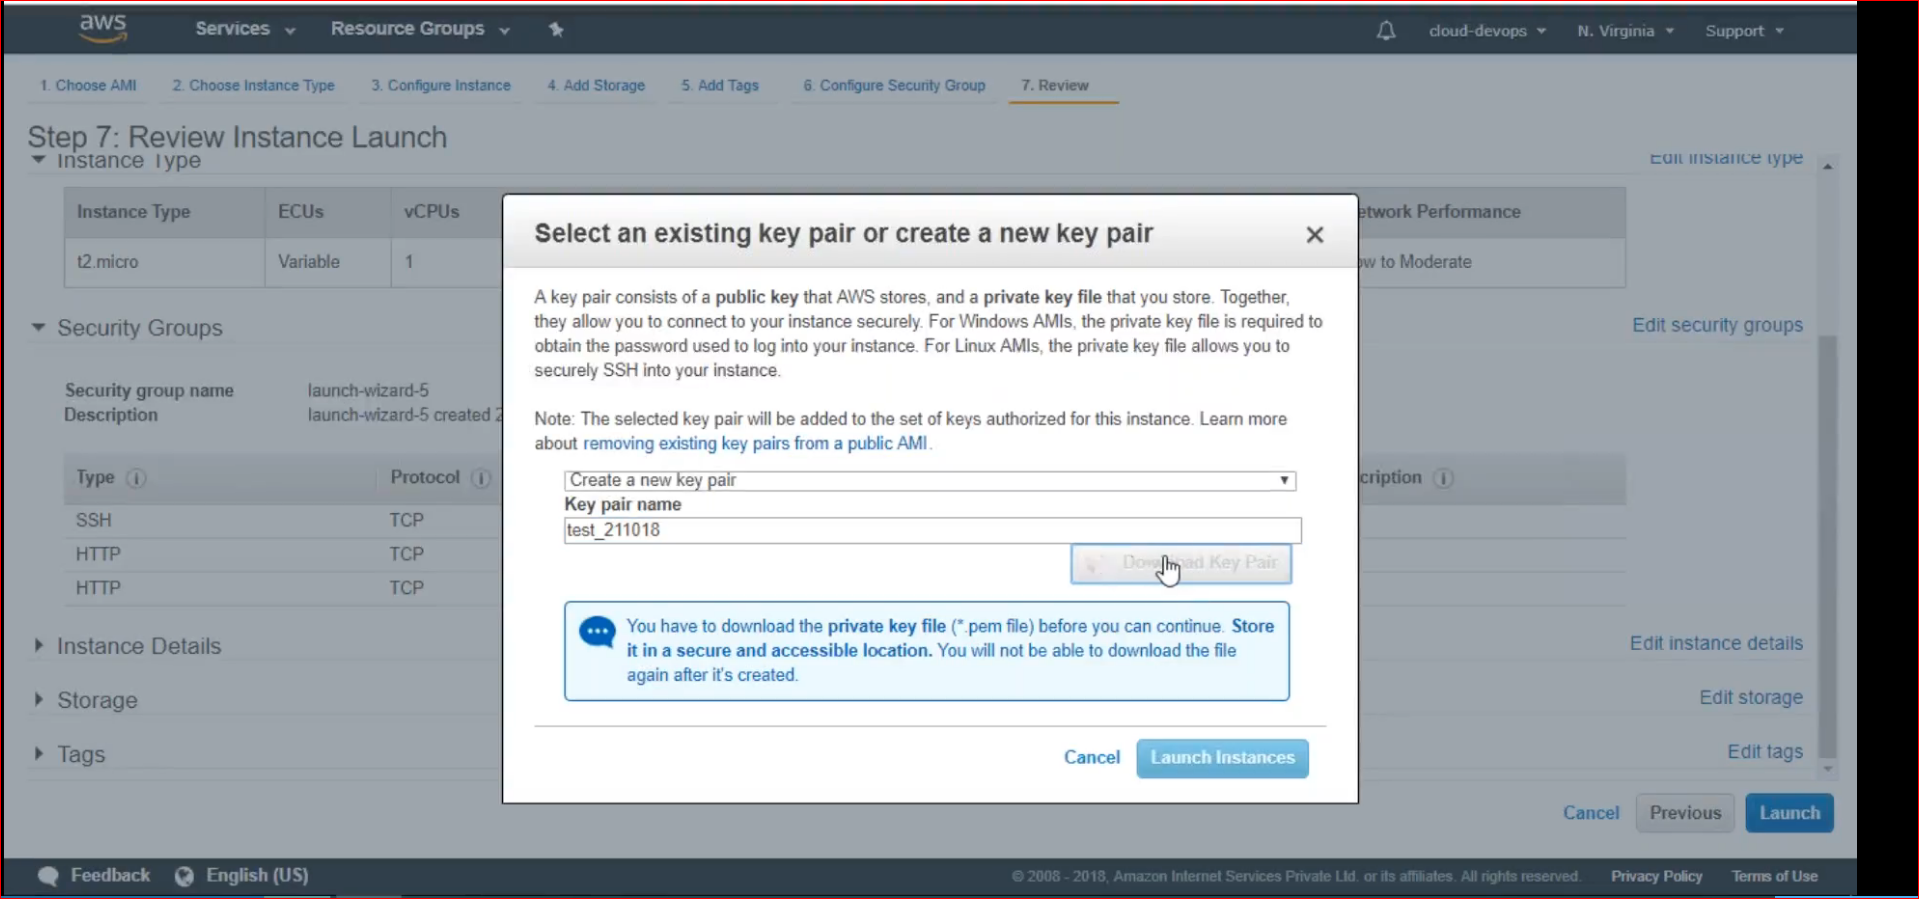 aws
Services
Resource Groups
cloud-devops
N. Virginia
Support
1. Choose AMI
2. Choose Instance Type
3. Configure Instance
4. Add Storage
5. Add Tags
6. Configure Security Group
7. Review
Step 7: Review Instance Launch
Instance Type
Edit instance type
Instance Type ECUs vCPUs
etwork Performance
t2.micro Variable 1
ow to Moderate
Security Groups
Edit security groups
Security group name launch-wizard-5
Description launch-wizard-5 created 2
Type Protocol
cription
SSH TCP
HTTP TCP
HTTP TCP
Instance Details
Edit instance details
Storage
Edit storage
Tags
Edit tags
Select an existing key pair or create a new key pair
A key pair consists of a public key that AWS stores, and a private key file that you store. Together,
they allow you to connect to your instance securely. For Windows AMIs, the private key file is required to
obtain the password used to log into your instance. For Linux AMIs, the private key file allows you to
securely SSH into your instance.
Note: The selected key pair will be added to the set of keys authorized for this instance. Learn more
about removing existing key pairs from a public AMI.
Create a new key pair
Key pair name
test_211018
Download Key Pair
You have to download the private key file (*.pem file) before you can continue. Store
it in a secure and accessible location. You will not be able to download the file
again after it's created.
Cancel
Launch Instances
Cancel
Previous
Launch
Feedback
English (US)
© 2008 - 2018, Amazon Internet Services Private Ltd. or its affiliates. All rights reserved.
Privacy Policy
Terms of Use